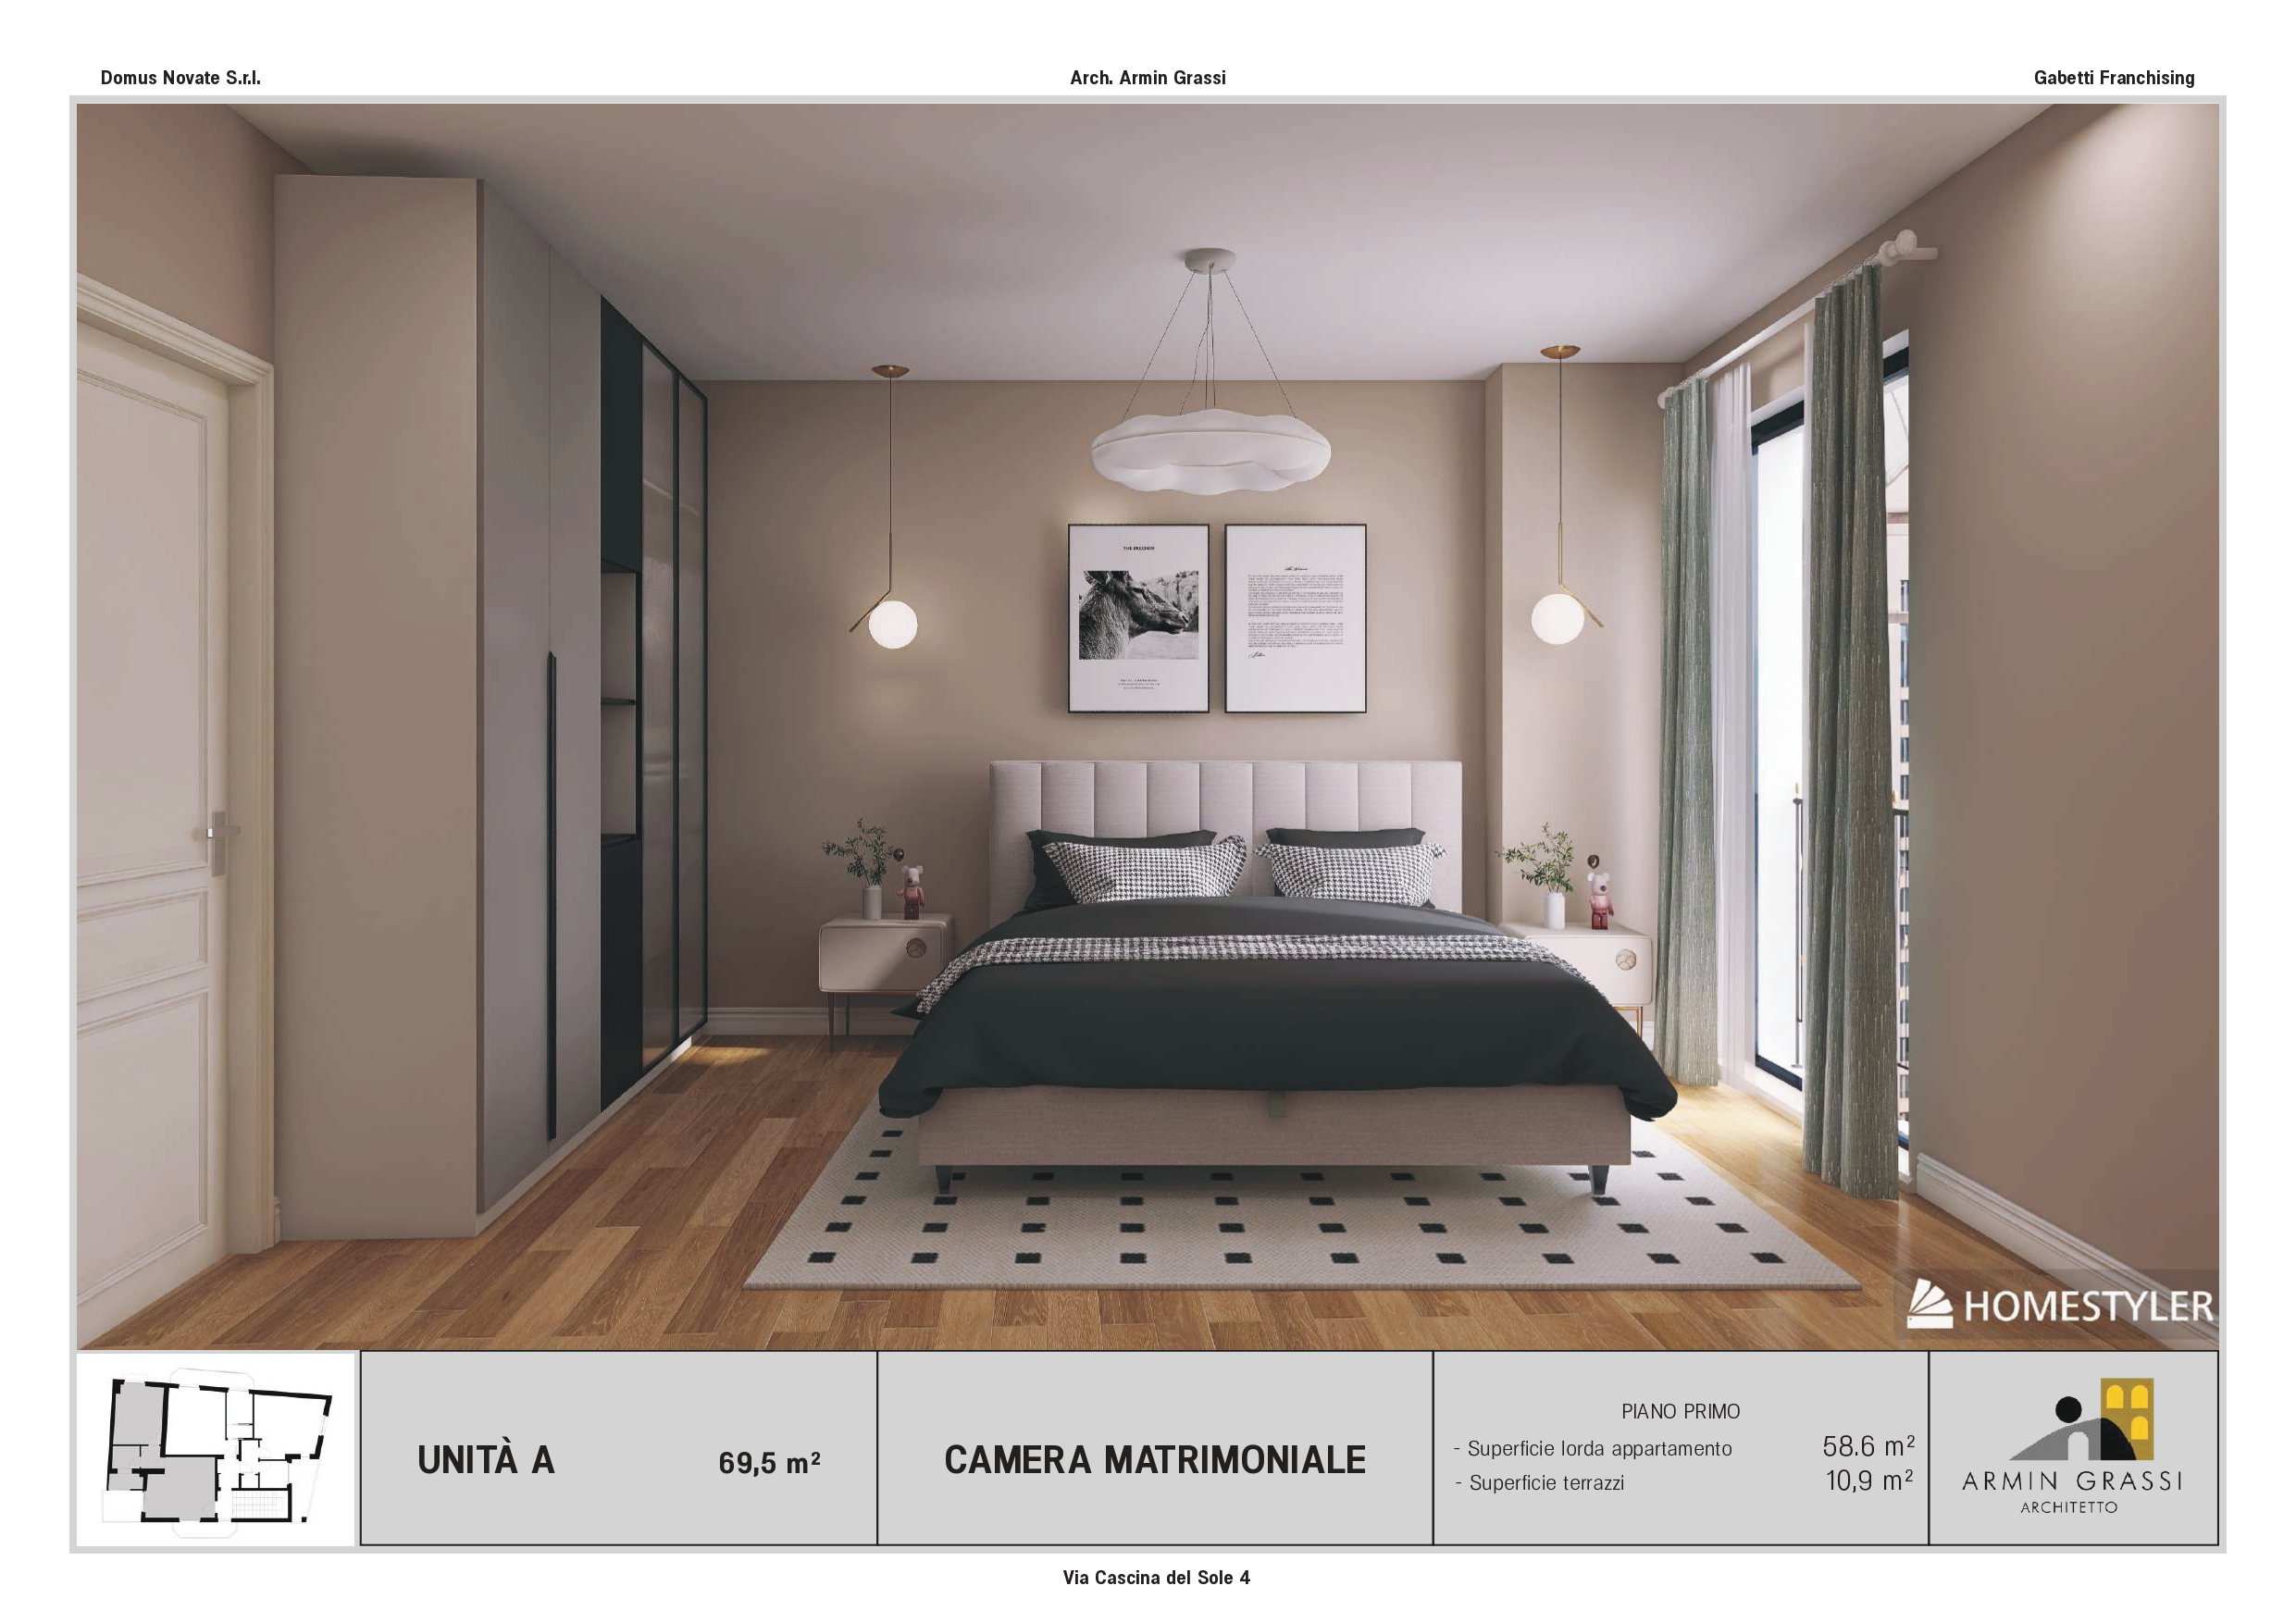 Domus Novate S.r.l.
Arch. Armin Grassi
Gabetti Franchising
HOMESTYLER
UNITÀ A
69,5 m²
CAMERA MATRIMONIALE
PIANO PRIMO
- Superficie lorda appartamento 58.6 m²
- Superficie terrazzi 10,9 m²
ARMIN GRASSI
ARCHITETTO
Via Cascina del Sole 4